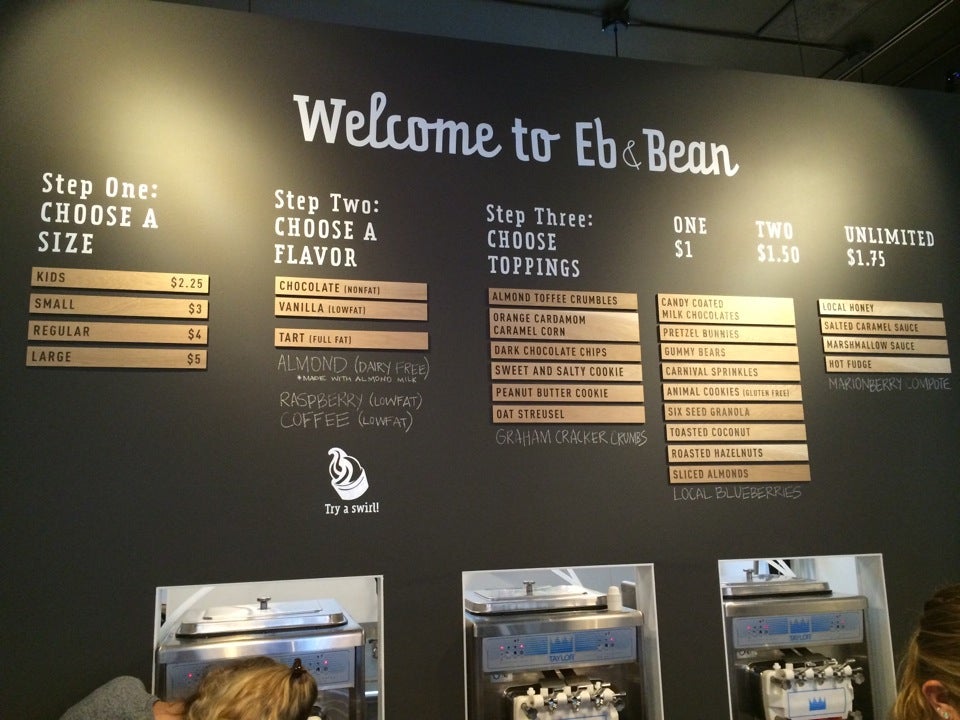 Welcome to Eb & Bean
Step One:
CHOOSE A
SIZE
KIDS $2.25
SMALL $3
REGULAR $4
LARGE $5
Step Two:
CHOOSE A
FLAVOR
CHOCOLATE (NONFAT)
VANILLA (LOWFAT)
TART (FULL FAT)
ALMOND (DAIRY FREE)
*MADE WITH ALMOND MILK
RASPBERRY (LOWFAT)
COFFEE (LOWFAT)
Try a swirl!
Step Three:
CHOOSE
TOPPINGS
ONE
$1
TWO
$1.50
UNLIMITED
$1.75
ALMOND TOFFEE CRUMBLES
ORANGE CARDAMOM
CARAMEL CORN
DARK CHOCOLATE CHIPS
SWEET AND SALTY COOKIE
PEANUT BUTTER COOKIE
OAT STREUSEL
GRAHAM CRACKER CRUMBS
CANDY COATED
MILK CHOCOLATES
PRETZEL BUNNIES
GUMMY BEARS
CARNIVAL SPRINKLES
ANIMAL COOKIES (GLUTEN FREE)
SIX SEED GRANOLA
TOASTED COCONUT
ROASTED HAZELNUTS
SLICED ALMONDS
LOCAL BLUEBERRIES
LOCAL HONEY
SALTED CARAMEL SAUCE
MARSHMALLOW SAUCE
HOT FUDGE
MARIONBERRY COMPOTE
TAYLOR
TAYLOR